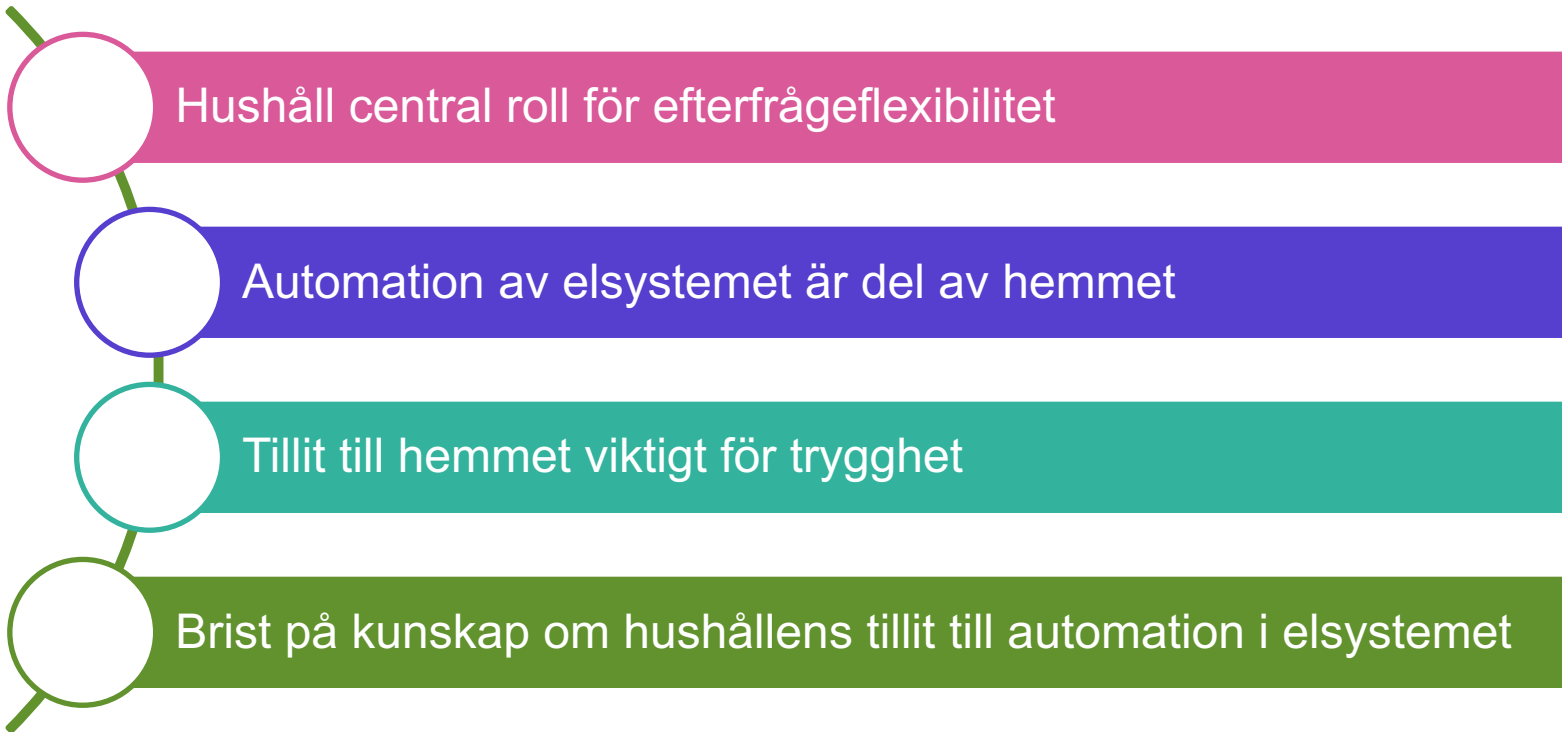 Hushåll central roll för efterfrågeflexibilitet
Automation av elsystemet är del av hemmet
Tillit till hemmet viktigt för trygghet
Brist på kunskap om hushållens tillit till automation i elsystemet